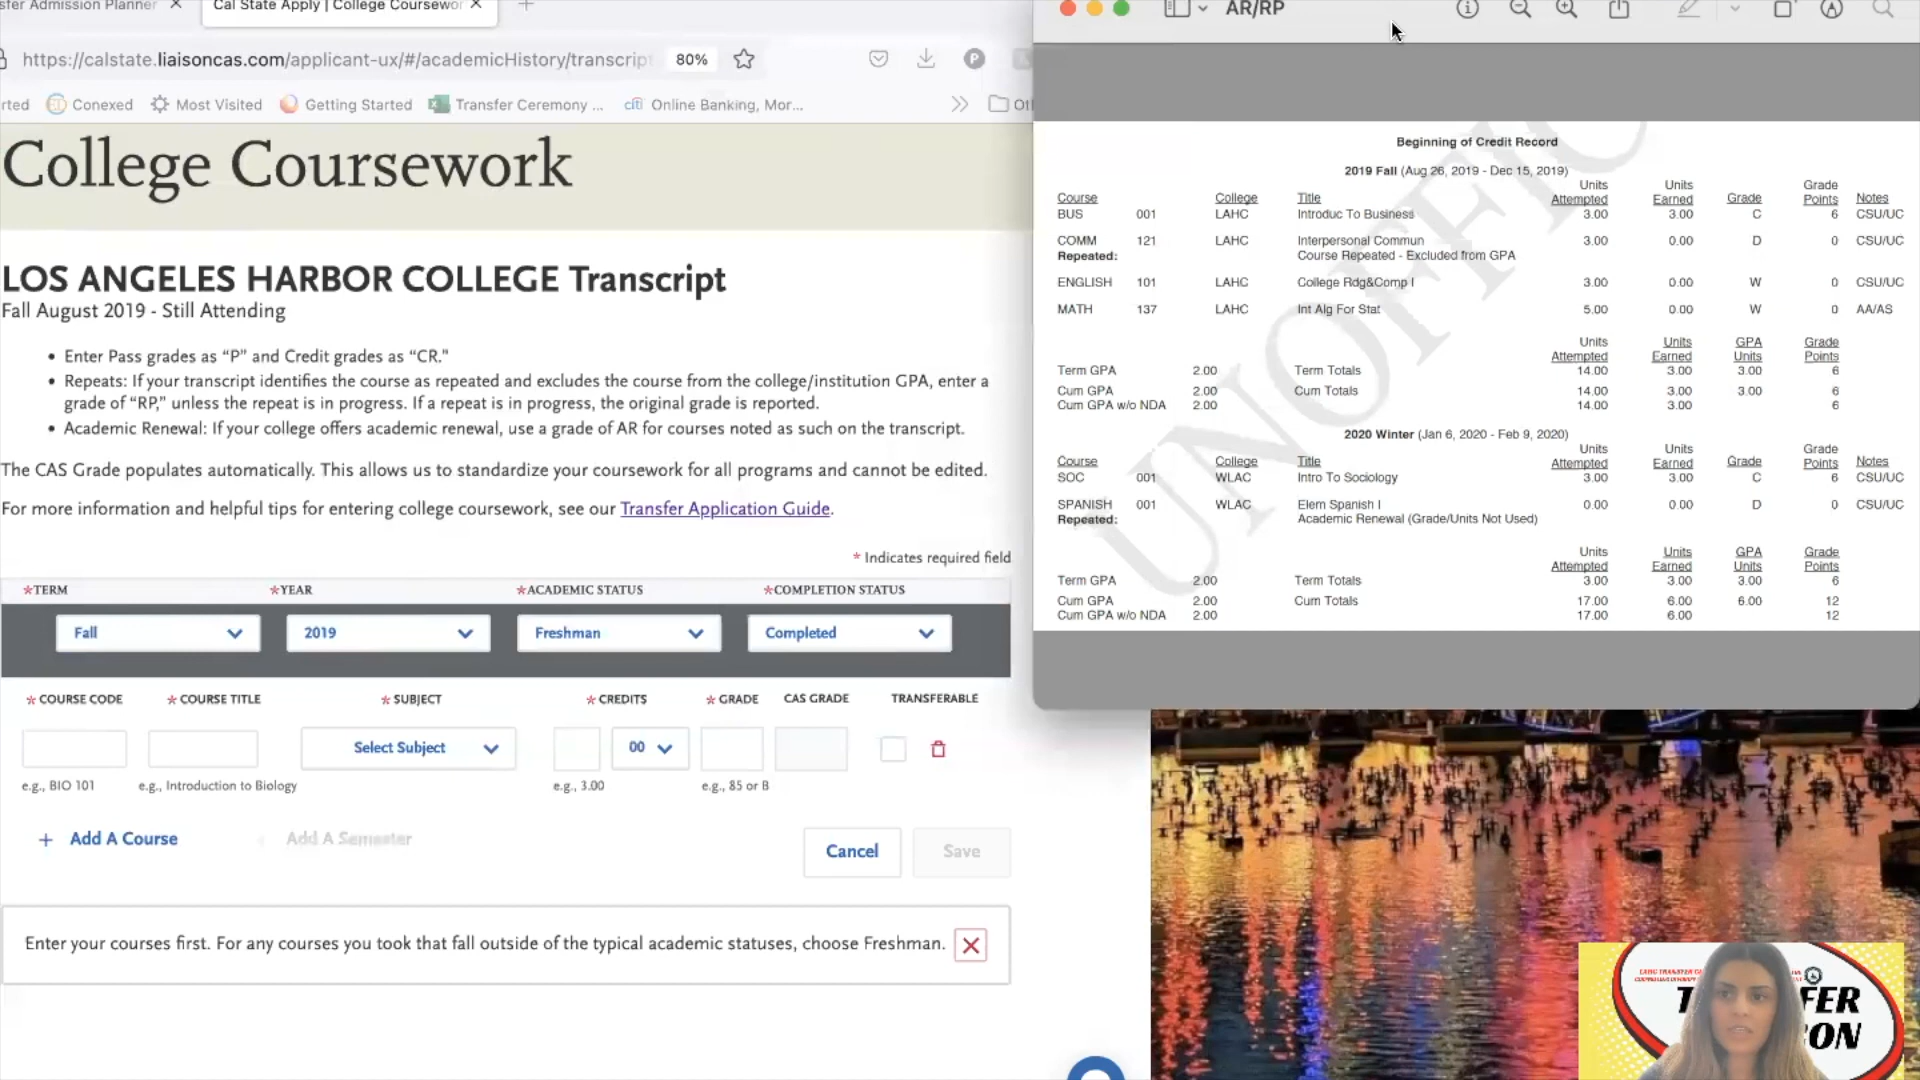 Cal State Apply | College Coursewor
https://calstate.liaisoncas.com/applicant-ux/#/academicHistory/transcript
80%
P
Conexed
Most Visited
Getting Started
Transfer Ceremony ...
citi
Online Banking, Mor...
College Coursework
LOS ANGELES HARBOR COLLEGE Transcript
Fall August 2019 - Still Attending
• Enter Pass grades as “P” and Credit grades as “CR.”
• Repeats: If your transcript identifies the course as repeated and excludes the course from the college/institution GPA, enter a
grade of “RP,” unless the repeat is in progress. If a repeat is in progress, the original grade is reported.
• Academic Renewal: If your college offers academic renewal, use a grade of AR for courses noted as such on the transcript.
The CAS Grade populates automatically. This allows us to standardize your coursework for all programs and cannot be edited.
For more information and helpful tips for entering college coursework, see our Transfer Application Guide.
* Indicates required field
*TERM *YEAR *ACADEMIC STATUS *COMPLETION STATUS
Fall 2019 Freshman Completed
* COURSE CODE * COURSE TITLE * SUBJECT * CREDITS * GRADE CAS GRADE TRANSFERABLE
Select Subject 00
e.g., BIO 101 e.g., Introduction to Biology e.g., 3.00 e.g., 85 or B
+ Add A Course Add A Semester
Cancel Save
Enter your courses first. For any courses you took that fall outside of the typical academic statuses, choose Freshman.
AR/RP
UNOFFIC
Beginning of Credit Record
2019 Fall (Aug 26, 2019 - Dec 15, 2019)
Units Units Grade
Course College Title Attempted Earned Grade Points Notes
BUS 001 LAHC Introduc To Business 3.00 3.00 C 6 CSU/UC
COMM 121 LAHC Interpersonal Commun 3.00 0.00 D 0 CSU/UC
Repeated: Course Repeated - Excluded from GPA
ENGLISH 101 LAHC College Rdg&Comp I 3.00 0.00 W 0 CSU/UC
MATH 137 LAHC Int Alg For Stat 5.00 0.00 W 0 AA/AS
Units Units GPA Grade
Attempted Earned Units Points
Term GPA 2.00 Term Totals 14.00 3.00 3.00 6
Cum GPA 2.00 Cum Totals 14.00 3.00 3.00 6
Cum GPA w/o NDA 2.00 14.00 3.00 6
2020 Winter (Jan 6, 2020 - Feb 9, 2020)
Units Units Grade
Course College Title Attempted Earned Grade Points Notes
SOC 001 WLAC Intro To Sociology 3.00 3.00 C 6 CSU/UC
SPANISH 001 WLAC Elem Spanish I 0.00 0.00 D 0 CSU/UC
Repeated: Academic Renewal (Grade/Units Not Used)
Units Units GPA Grade
Attempted Earned Units Points
Term GPA 2.00 Term Totals 3.00 3.00 3.00 6
Cum GPA 2.00 Cum Totals 17.00 6.00 6.00 12
Cum GPA w/o NDA 2.00 17.00 6.00 12